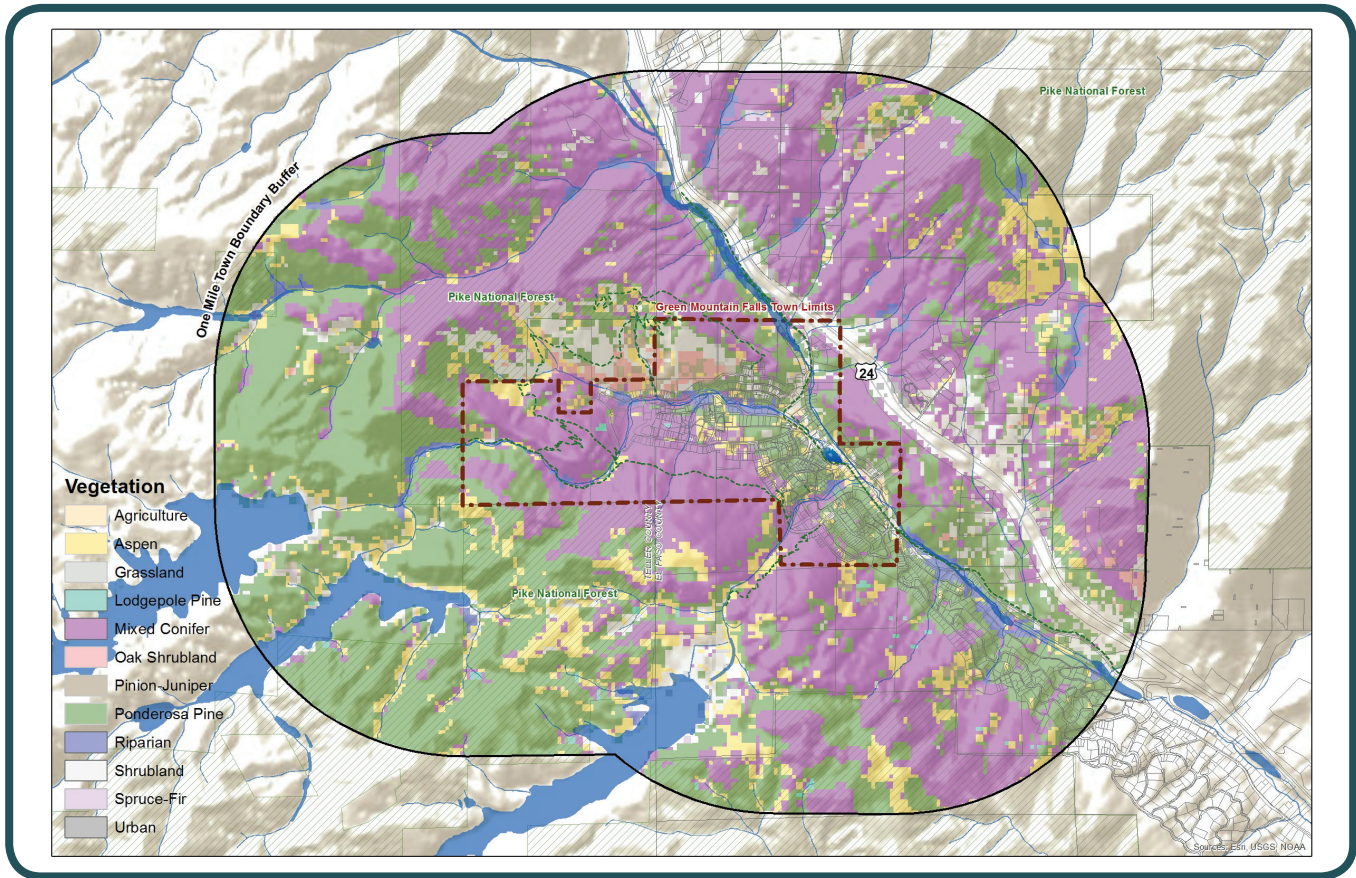 Pike National Forest
One Mile Town Boundary Buffer
Pike National Forest
Green Mountain Falls Town Limits
24
TELLER COUNTY
EL PASO COUNTY
Pike National Forest
Vegetation
Agriculture
Aspen
Grassland
Lodgepole Pine
Mixed Conifer
Oak Shrubland
Pinion-Juniper
Ponderosa Pine
Riparian
Shrubland
Spruce-Fir
Urban
Sources: Esri, USGS, NOAA